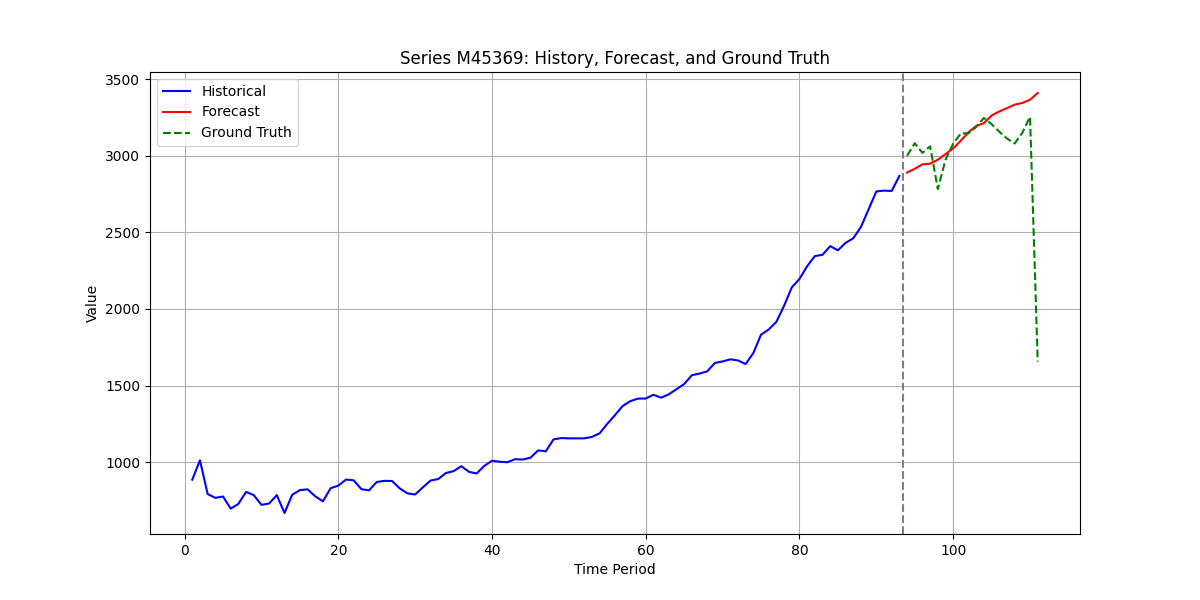 Series M45369: History, Forecast, and Ground Truth
3500
3000
2500
2000
1500
1000
Value
Historical
Forecast
Ground Truth
0
20
40
60
80
100
Time Period